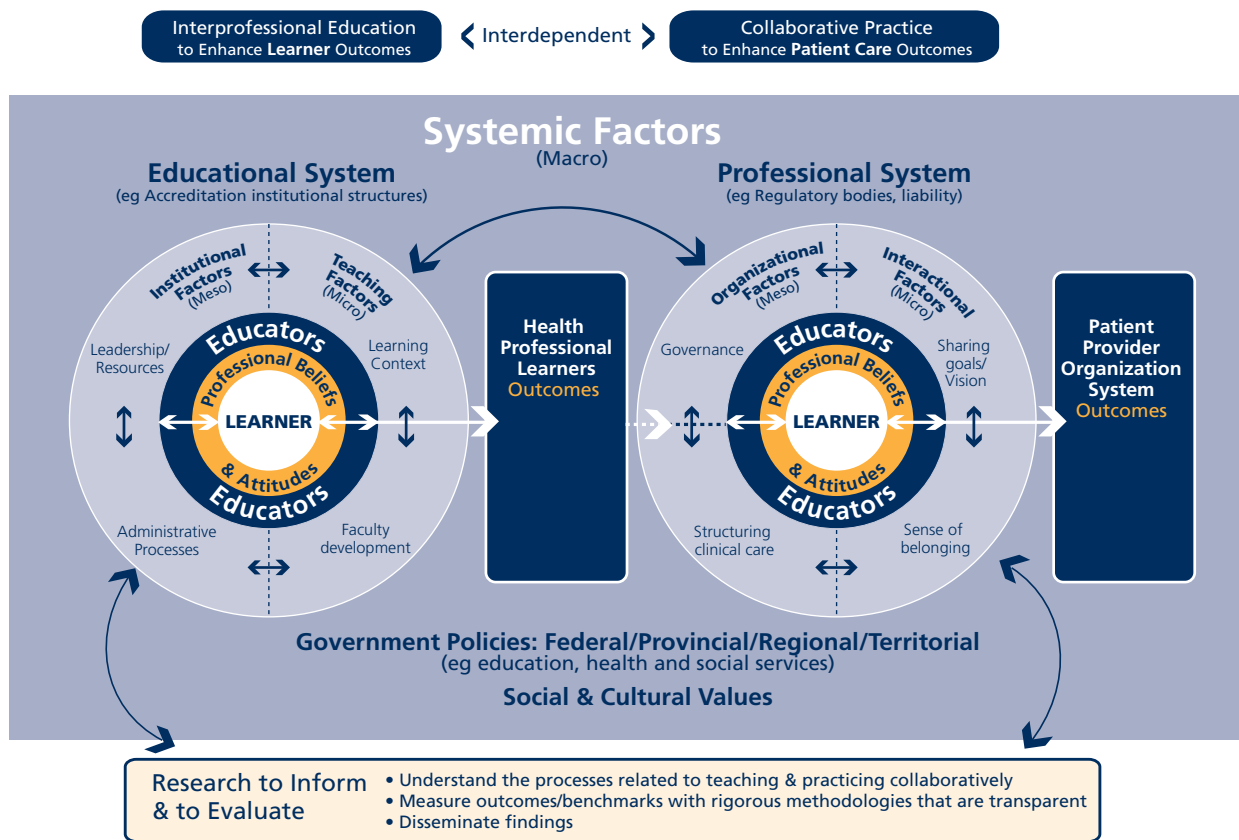 Interprofessional Education
to Enhance Learner Outcomes
Interdependent
Collaborative Practice
to Enhance Patient Care Outcomes
Systemic Factors
(Macro)
Educational System
(eg Accreditation institutional structures)
Professional System
(eg Regulatory bodies, liability)
Institutional
Factors
(Meso)
Teaching
Factors
(Micro)
Leadership/
Resources
Learning
Context
Educators
Professional Beliefs
LEARNER
& Attitudes
Educators
Administrative
Processes
Faculty
development
Health
Professional
Learners
Outcomes
Organizational
Factors
(Meso)
Interactional
Factors
(Micro)
Governance
Sharing
goals/
Vision
Educators
Professional Beliefs
LEARNER
& Attitudes
Educators
Structuring
clinical care
Sense of
belonging
Patient
Provider
Organization
System
Outcomes
Government Policies: Federal/Provincial/Regional/Territorial
(eg education, health and social services)
Social & Cultural Values
Research to Inform
& to Evaluate
• Understand the processes related to teaching & practicing collaboratively
• Measure outcomes/benchmarks with rigorous methodologies that are transparent
• Disseminate findings